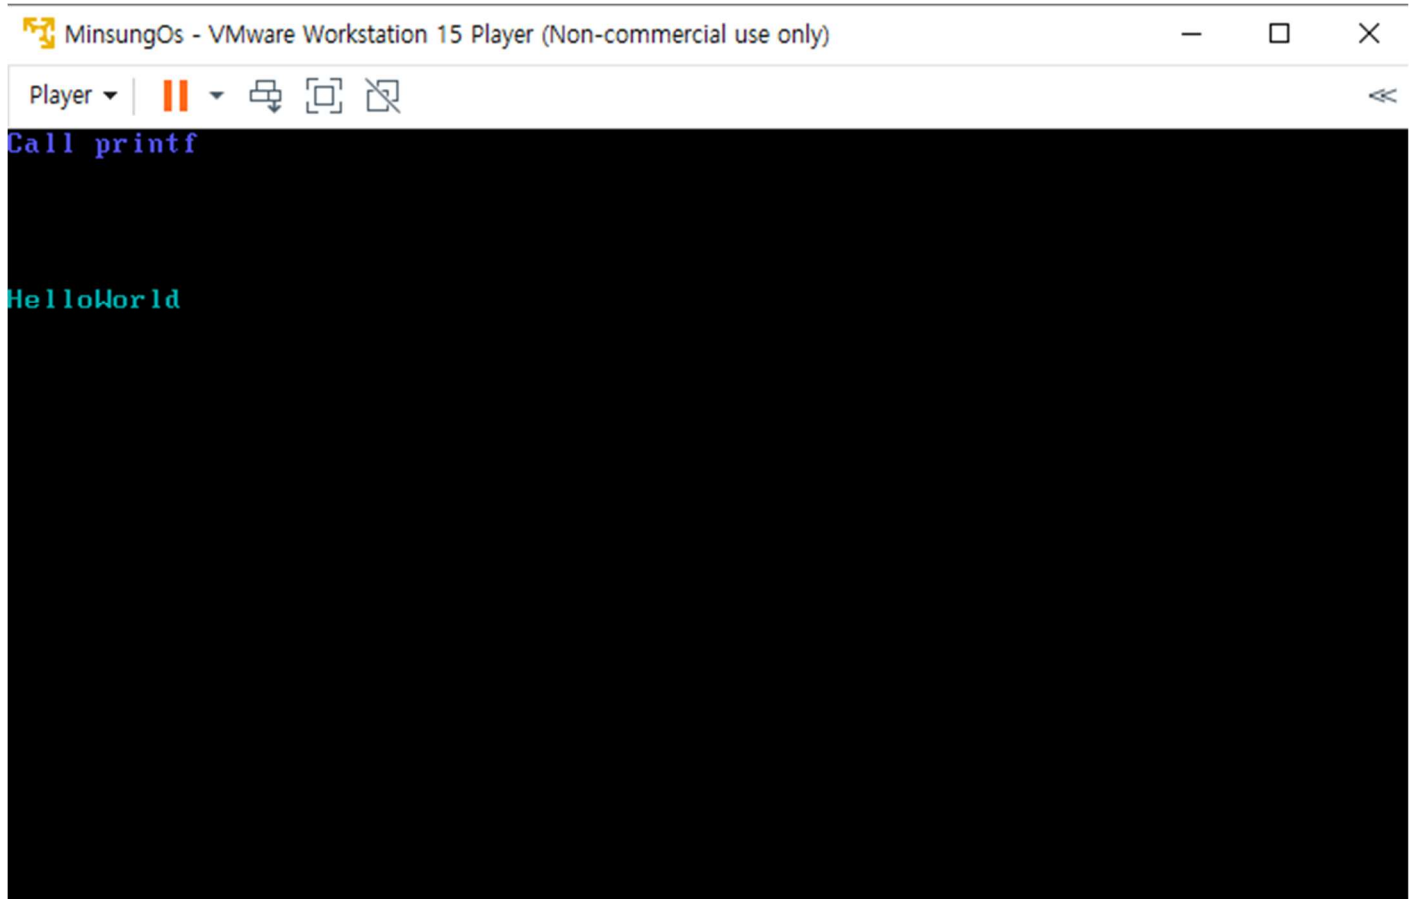 MinsungOs - VMware Workstation 15 Player (Non-commercial use only)
Player
Call printf
HelloWorld